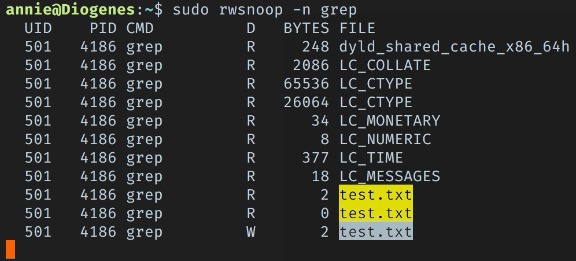 annie@Diogenes:~$ sudo rwsnoop -n grep
UID PID CMD D BYTES FILE
501 4186 grep R 248 dyld_shared_cache_x86_64h
501 4186 grep R 2086 LC_COLLATE
501 4186 grep R 65536 LC_CTYPE
501 4186 grep R 26064 LC_CTYPE
501 4186 grep R 34 LC_MONETARY
501 4186 grep R 8 LC_NUMERIC
501 4186 grep R 377 LC_TIME
501 4186 grep R 18 LC_MESSAGES
501 4186 grep R 2 test.txt
501 4186 grep R 0 test.txt
501 4186 grep W 2 test.txt